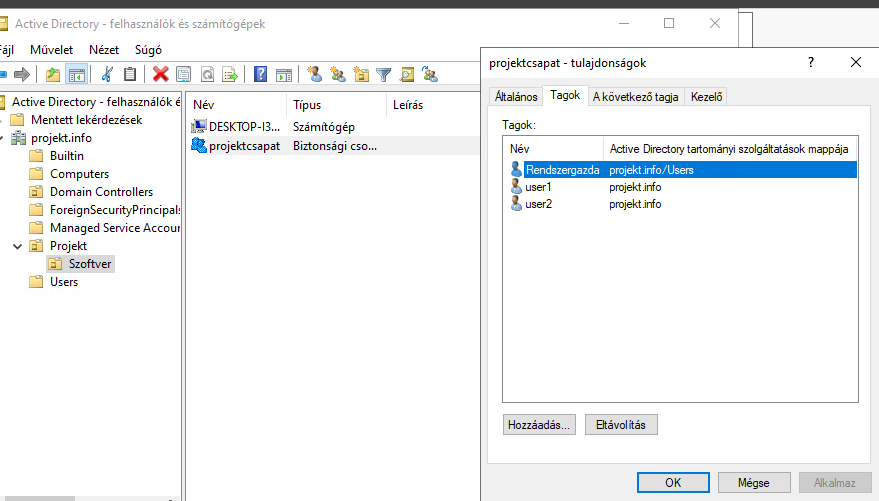 Active Directory - felhasználók és számítógépek
Fájl Művelet Nézet Súgó
Active Directory - felhasználók é
Mentett lekérdezések
projekt.info
Builtin
Computers
Domain Controllers
ForeignSecurityPrincipals
Managed Service Accour
Projekt
Szoftver
Users
Név Típus Leírás
DESKTOP-I3... Számítógép
projektcsapat Biztonsági cso...
projektcsapat - tulajdonságok
?
Általános Tagok A következő tagja Kezelő
Tagok:
Név Active Directory tartományi szolgáltatások mappája
Rendszergazda projekt.info/Users
user1 projekt.info
user2 projekt.info
Hozzáadás... Eltávolítás
OK Mégse Alkalmaz